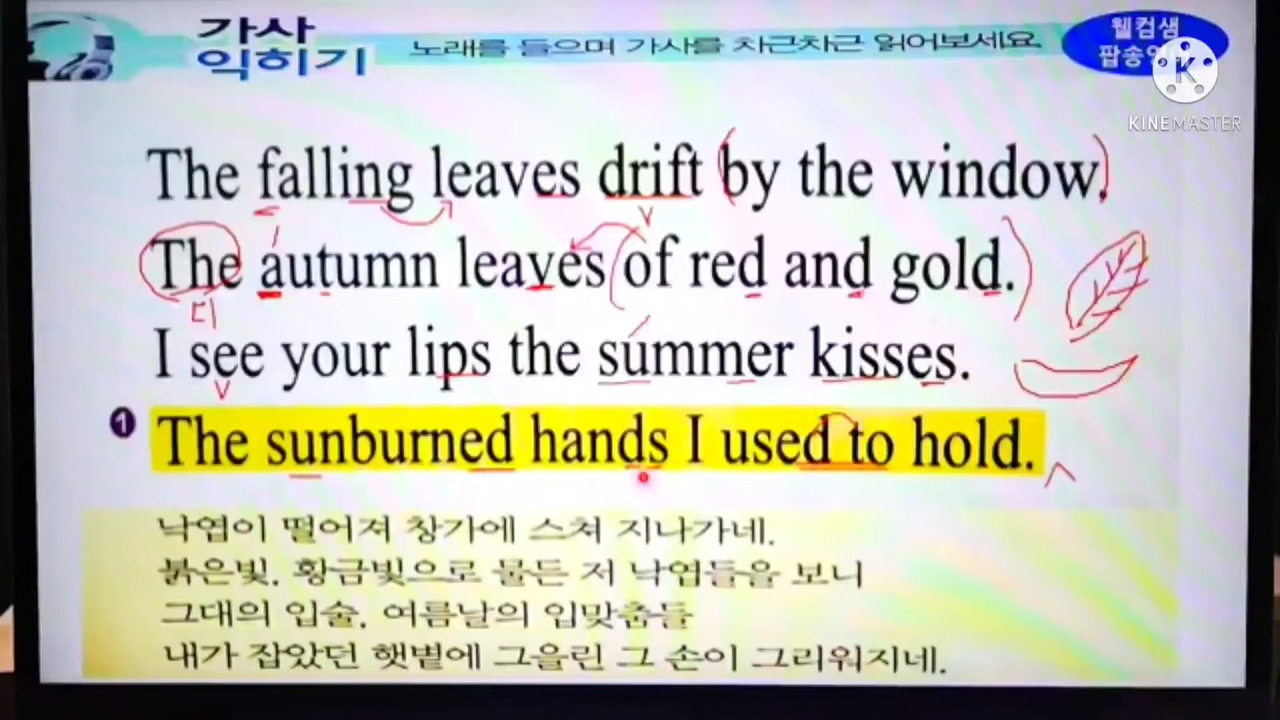 가사
익히기
노래를 들으며 가사를 차근차근 읽어보세요.
웰컴샘
팝송영어
K
KINEMASTER
The falling leaves drift by the window,
The autumn leaves of red and gold.
디
I see your lips the summer kisses.
1
The sunburned hands I used to hold.
낙엽이 떨어져 창가에 스쳐 지나가네.
붉은빛, 황금빛으로 물든 저 낙엽들을 보니
그대의 입술, 여름날의 입맞춤들
내가 잡았던 햇볕에 그을린 그 손이 그리워지네.